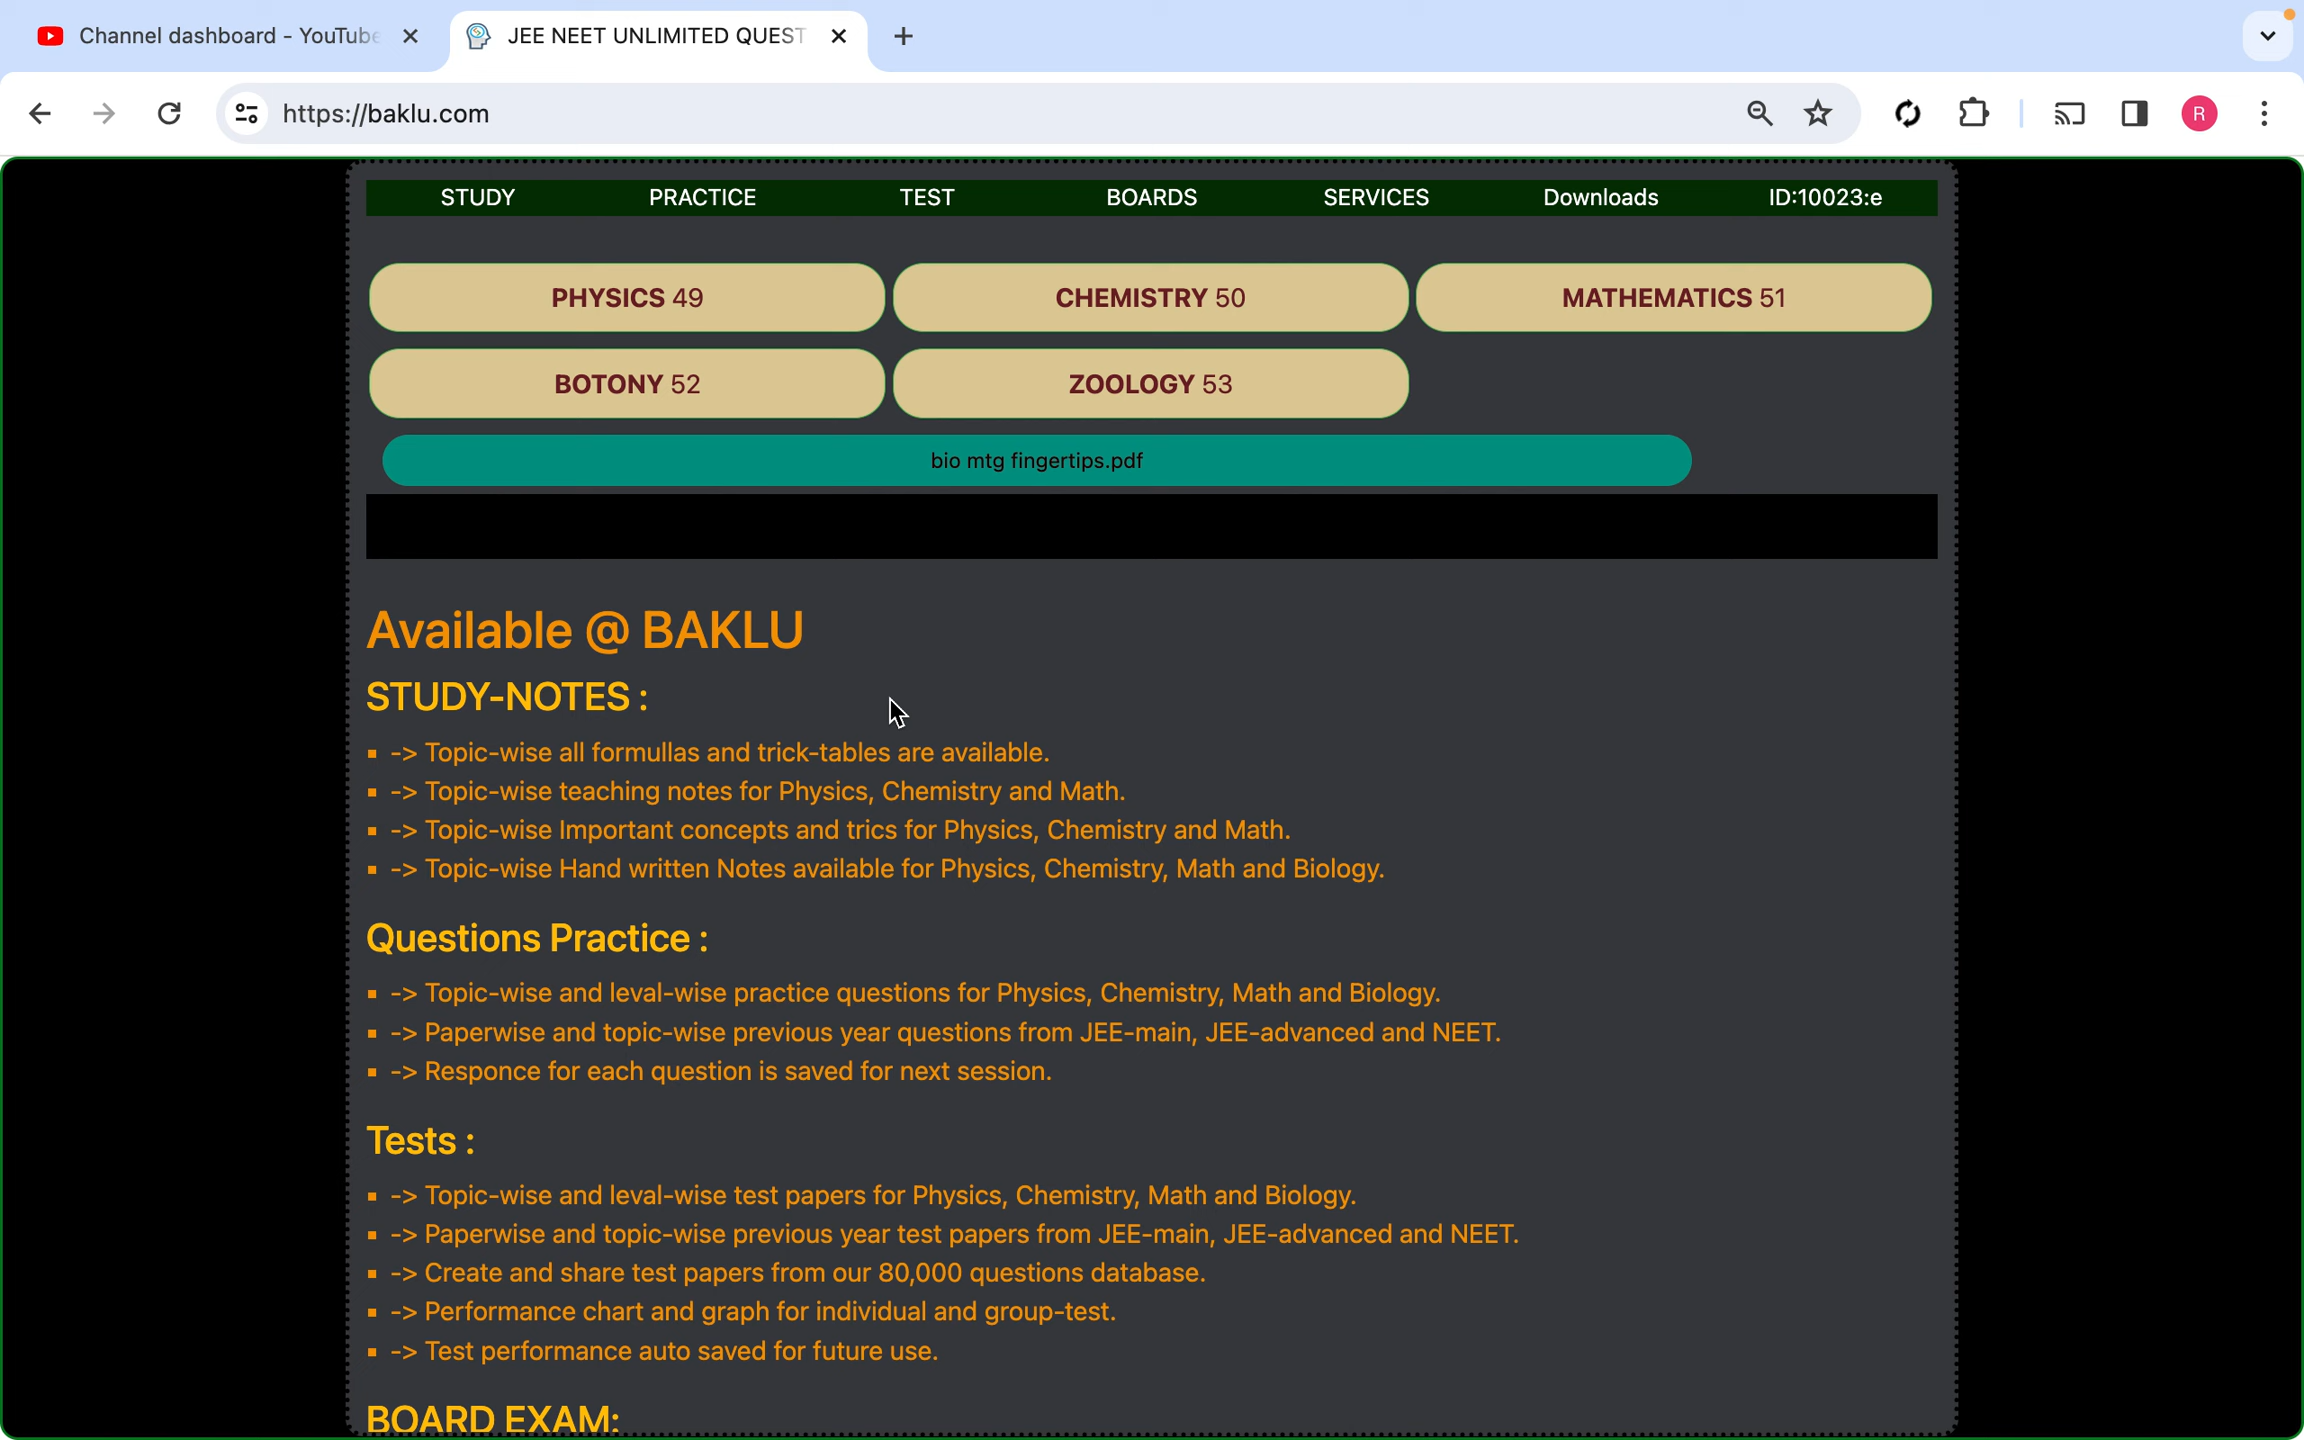 Channel dashboard - YouTube
JEE NEET UNLIMITED QUEST
https://baklu.com
R
STUDY PRACTICE TEST BOARDS SERVICES Downloads ID:10023:e
PHYSICS 49 CHEMISTRY 50 MATHEMATICS 51
BOTONY 52 ZOOLOGY 53
bio mtg fingertips.pdf
Available @ BAKLU
STUDY-NOTES :
-> Topic-wise all formullas and trick-tables are available.
-> Topic-wise teaching notes for Physics, Chemistry and Math.
-> Topic-wise Important concepts and trics for Physics, Chemistry and Math.
-> Topic-wise Hand written Notes available for Physics, Chemistry, Math and Biology.
Questions Practice :
-> Topic-wise and leval-wise practice questions for Physics, Chemistry, Math and Biology.
-> Paperwise and topic-wise previous year questions from JEE-main, JEE-advanced and NEET.
-> Responce for each question is saved for next session.
Tests :
-> Topic-wise and leval-wise test papers for Physics, Chemistry, Math and Biology.
-> Paperwise and topic-wise previous year test papers from JEE-main, JEE-advanced and NEET.
-> Create and share test papers from our 80,000 questions database.
-> Performance chart and graph for individual and group-test.
-> Test performance auto saved for future use.
BOARD EXAM: